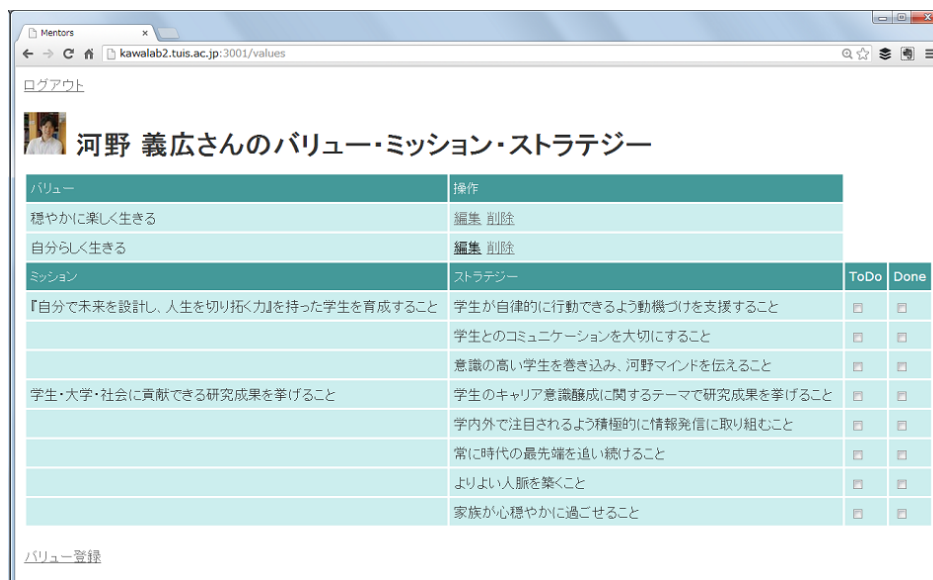 Mentors
kawalab2.tuis.ac.jp:3001/values
ログアウト
河野 義広さんのバリュー・ミッション・ストラテジー
バリュー 操作
穏やかに楽しく生きる 編集 削除
自分らしく生きる 編集 削除
ミッション ストラテジー ToDo Done
『自分で未来を設計し、人生を切り拓く力』を持った学生を育成すること 学生が自律的に行動できるよう動機づけを支援すること
学生とのコミュニケーションを大切にすること
意識の高い学生を巻き込み、河野マインドを伝えること
学生・大学・社会に貢献できる研究成果を挙げること 学生のキャリア意識醸成に関するテーマで研究成果を挙げること
学内外で注目されるよう積極的に情報発信に取り組むこと
常に時代の最先端を追い続けること
よりよい人脈を築くこと
家族が心穏やかに過ごせること
バリュー登録